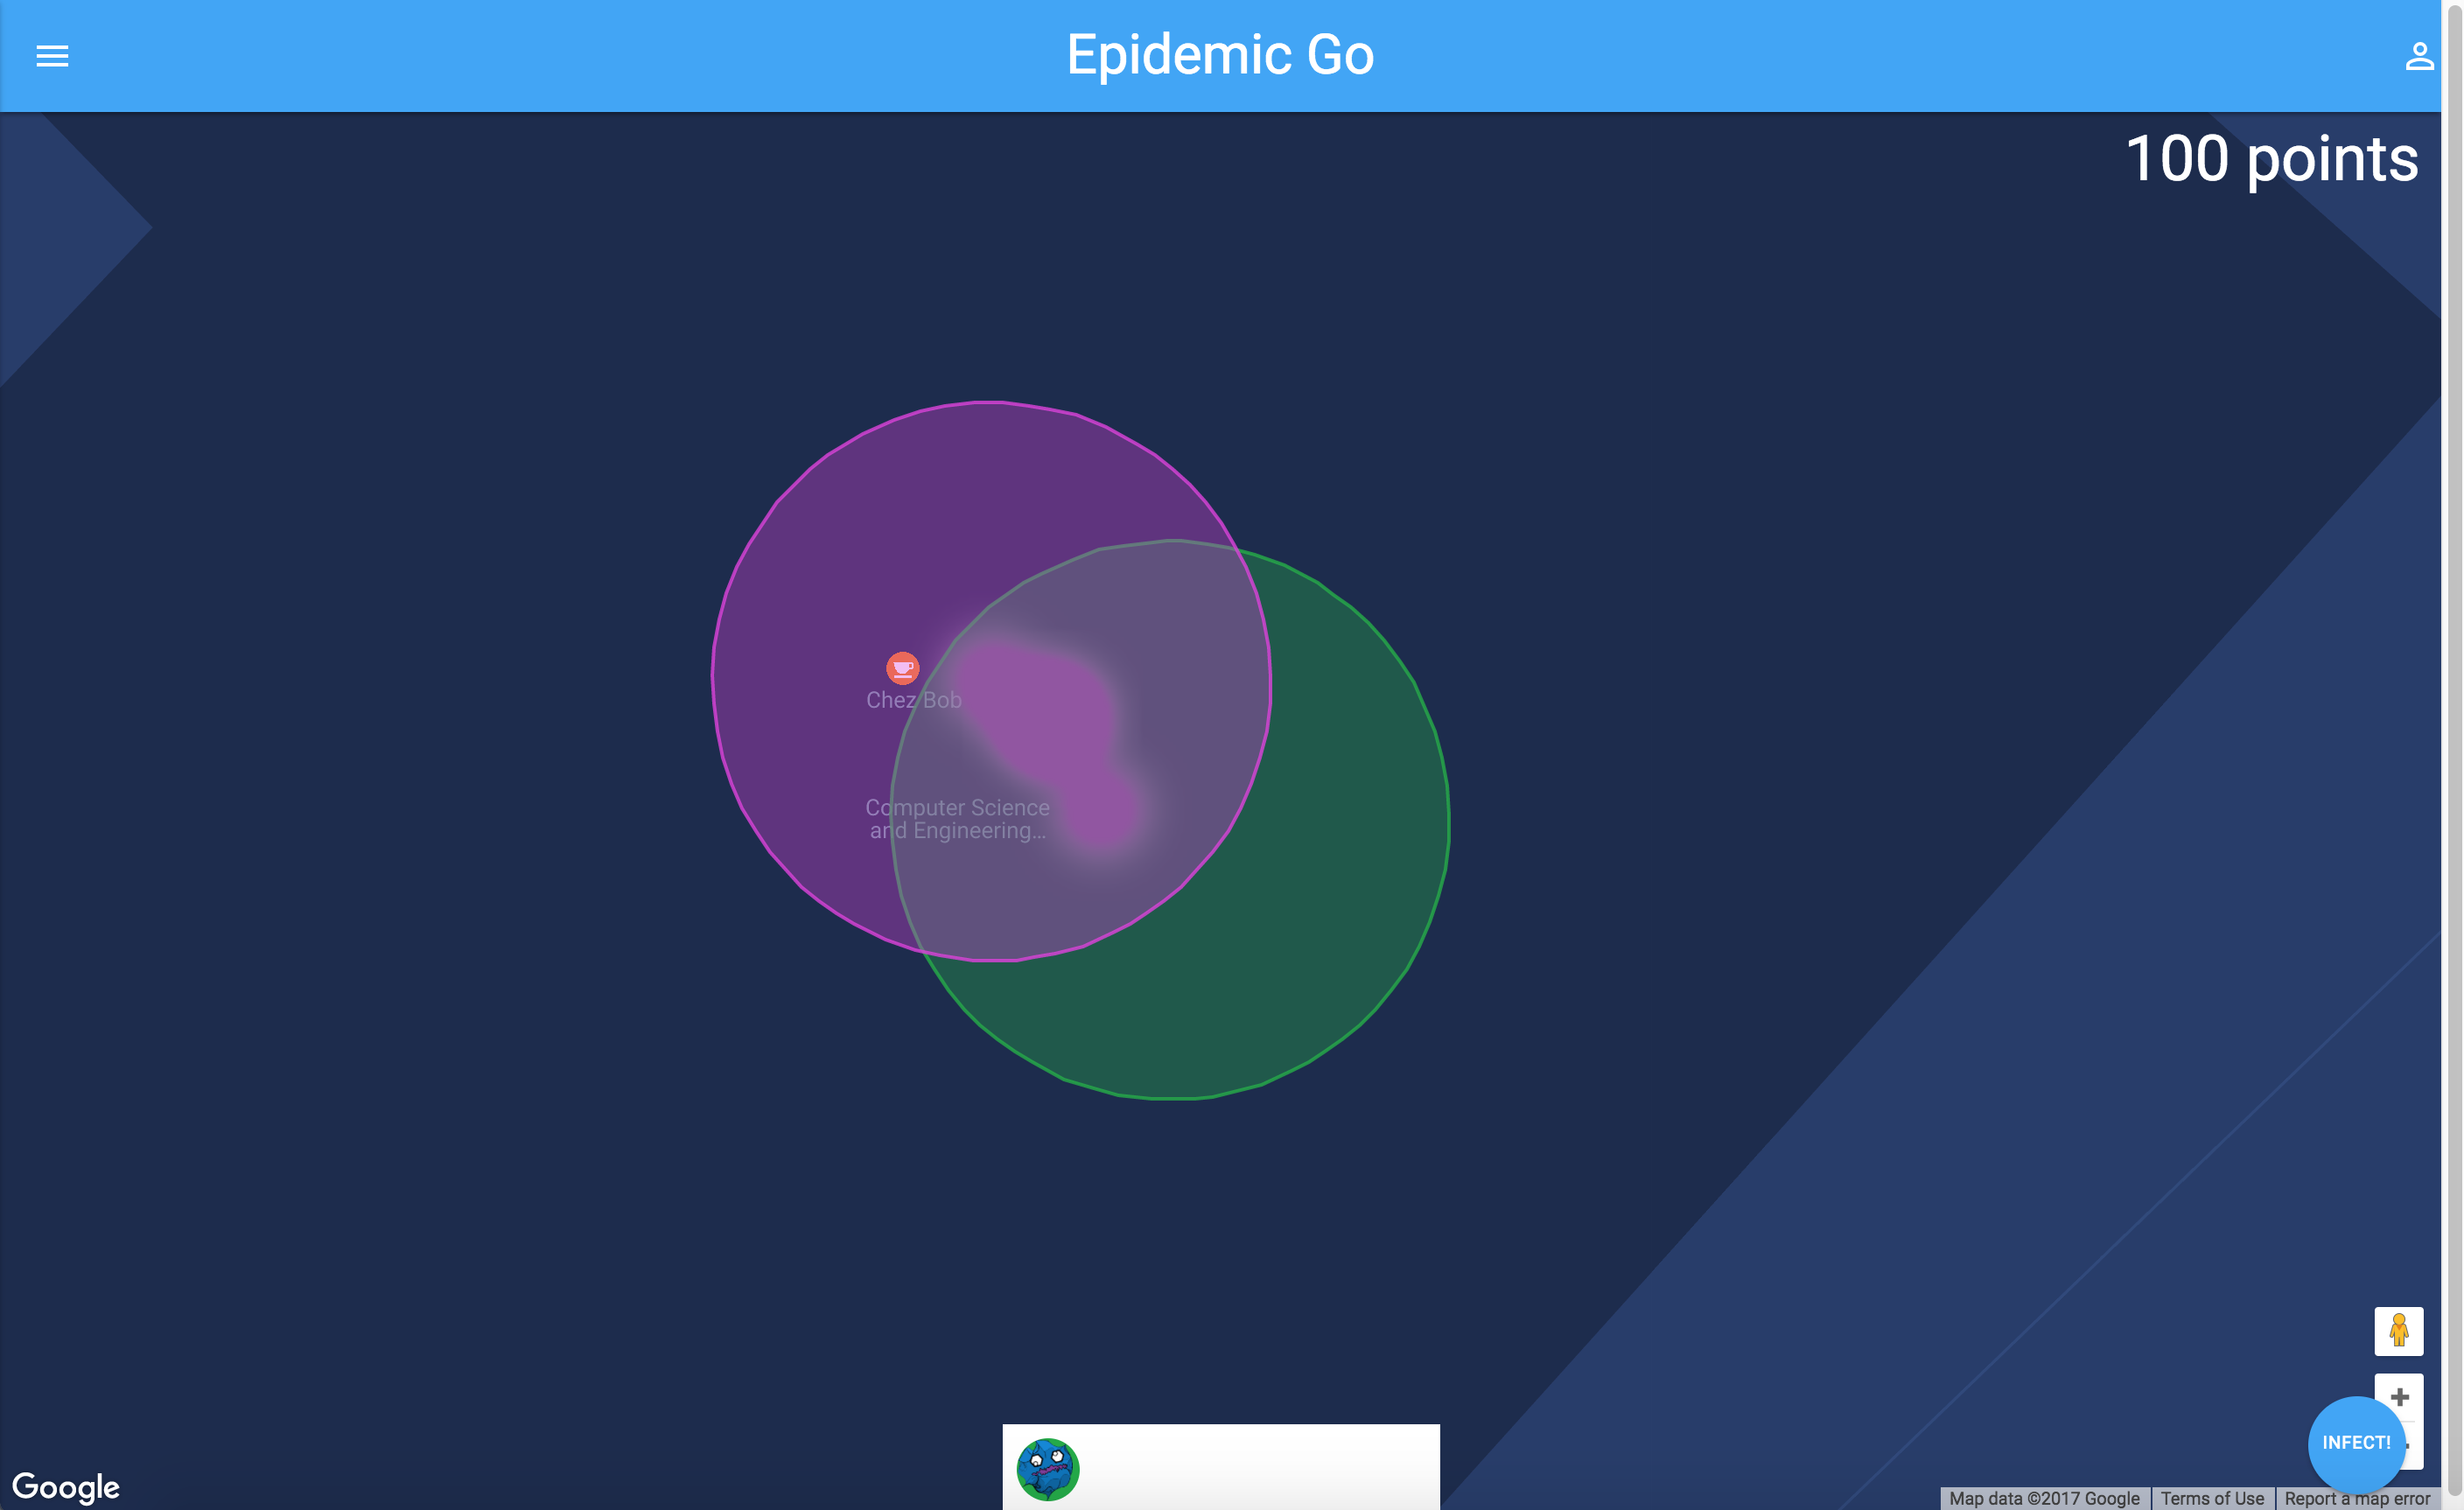 Epidemic Go
100 points
Chez Bob
Computer Science
and Engineering...
INFECT!
Google
Map data ©2017 Google
Terms of Use
Report a map error